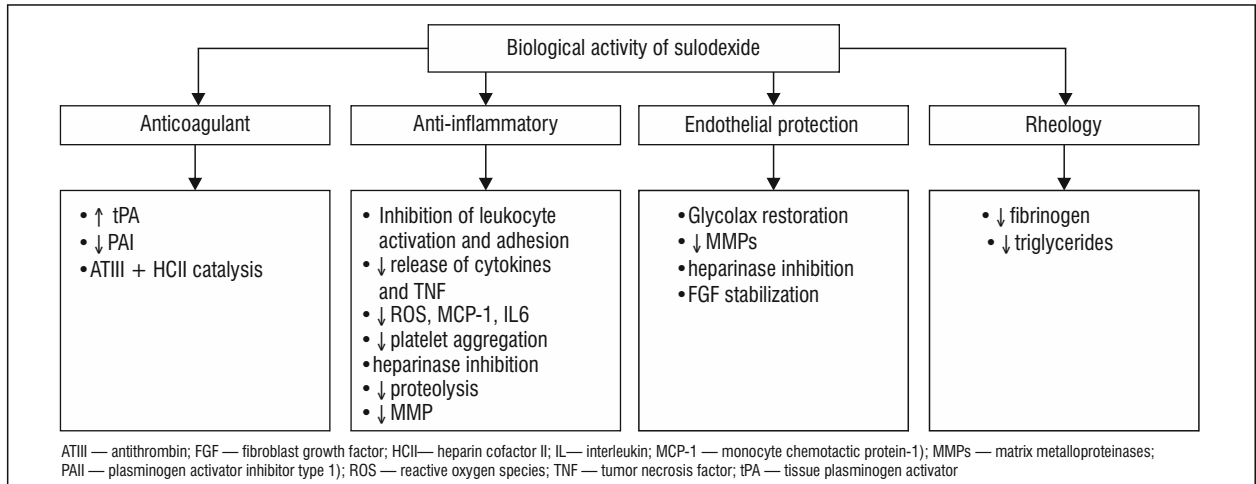 Biological activity of sulodexide
Anticoagulant
Anti-inflammatory
Endothelial protection
Rheology
• ↑ tPA
• ↓ PAI
• ATIII + HCII catalysis
• Inhibition of leukocyte
activation and adhesion
• ↓ release of cytokines
and TNF
• ↓ ROS, MCP-1, IL6
• ↓ platelet aggregation
• heparinase inhibition
• ↓ proteolysis
• ↓ MMP
• Glycolax restoration
• ↓ MMPs
• heparinase inhibition
• FGF stabilization
• ↓ fibrinogen
• ↓ triglycerides
ATIII — antithrombin; FGF — fibroblast growth factor; HCII— heparin cofactor II; IL— interleukin; MCP-1 — monocyte chemotactic protein-1); MMPs — matrix metalloproteinases;
PAII — plasminogen activator inhibitor type 1); ROS — reactive oxygen species; TNF — tumor necrosis factor; tPA — tissue plasminogen activator